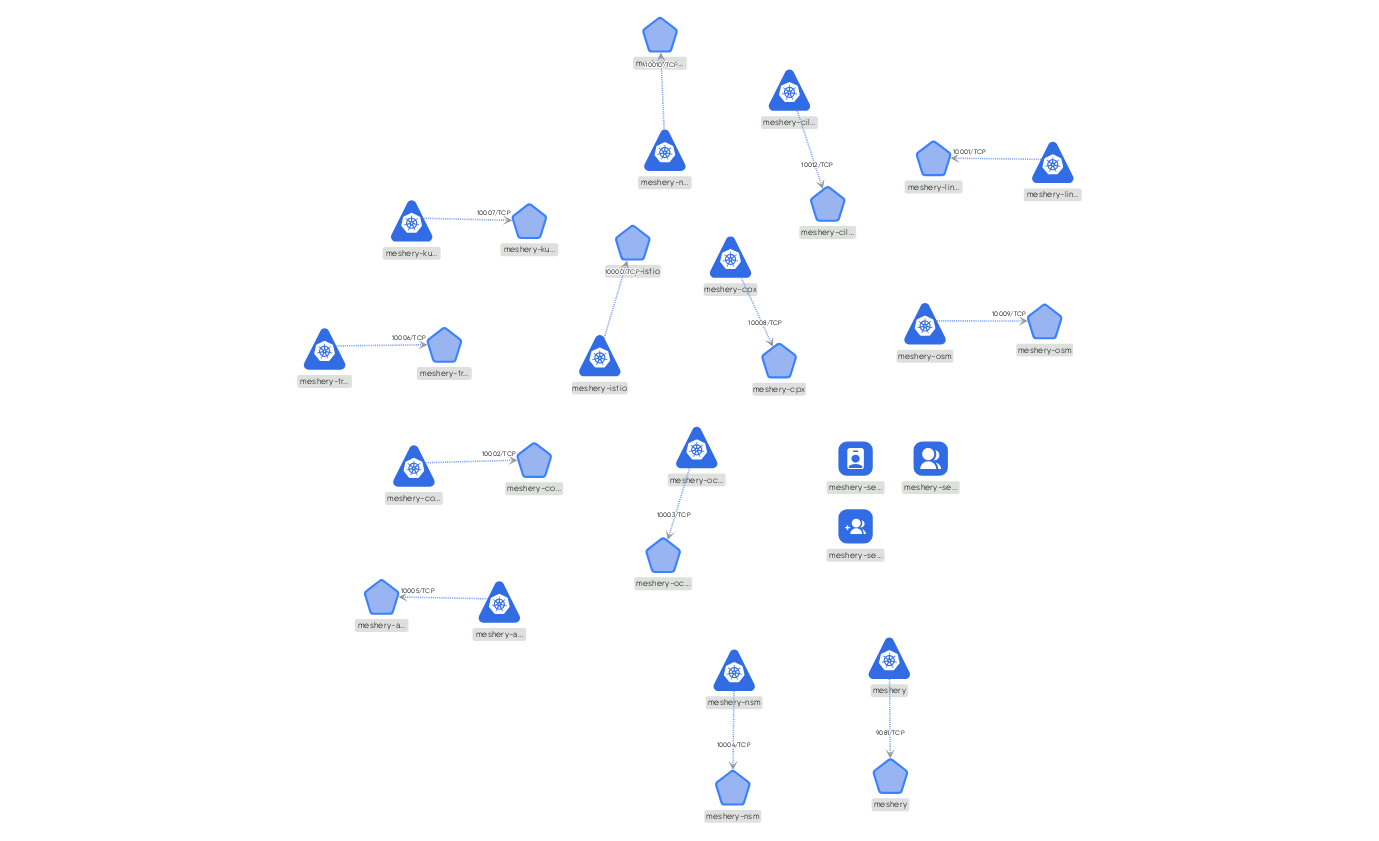 10010/TCP
meshery-n...
meshery-cil...
10012/TCP
meshery-cil...
10001/TCP
meshery-lin...
meshery-lin...
10007/TCP
meshery-ku...
meshery-ku...
10000/TCP
-istio
meshery-istio
meshery-cpx
10008/TCP
meshery-cpx
10009/TCP
meshery-osm
meshery-osm
10006/TCP
meshery-tr...
meshery-tr...
10002/TCP
meshery-co...
meshery-co...
meshery-oc...
10003/TCP
meshery-oc...
meshery-se...
meshery-se...
meshery-se...
10005/TCP
meshery-a...
meshery-a...
meshery-nsm
10004/TCP
meshery-nsm
meshery
9081/TCP
meshery